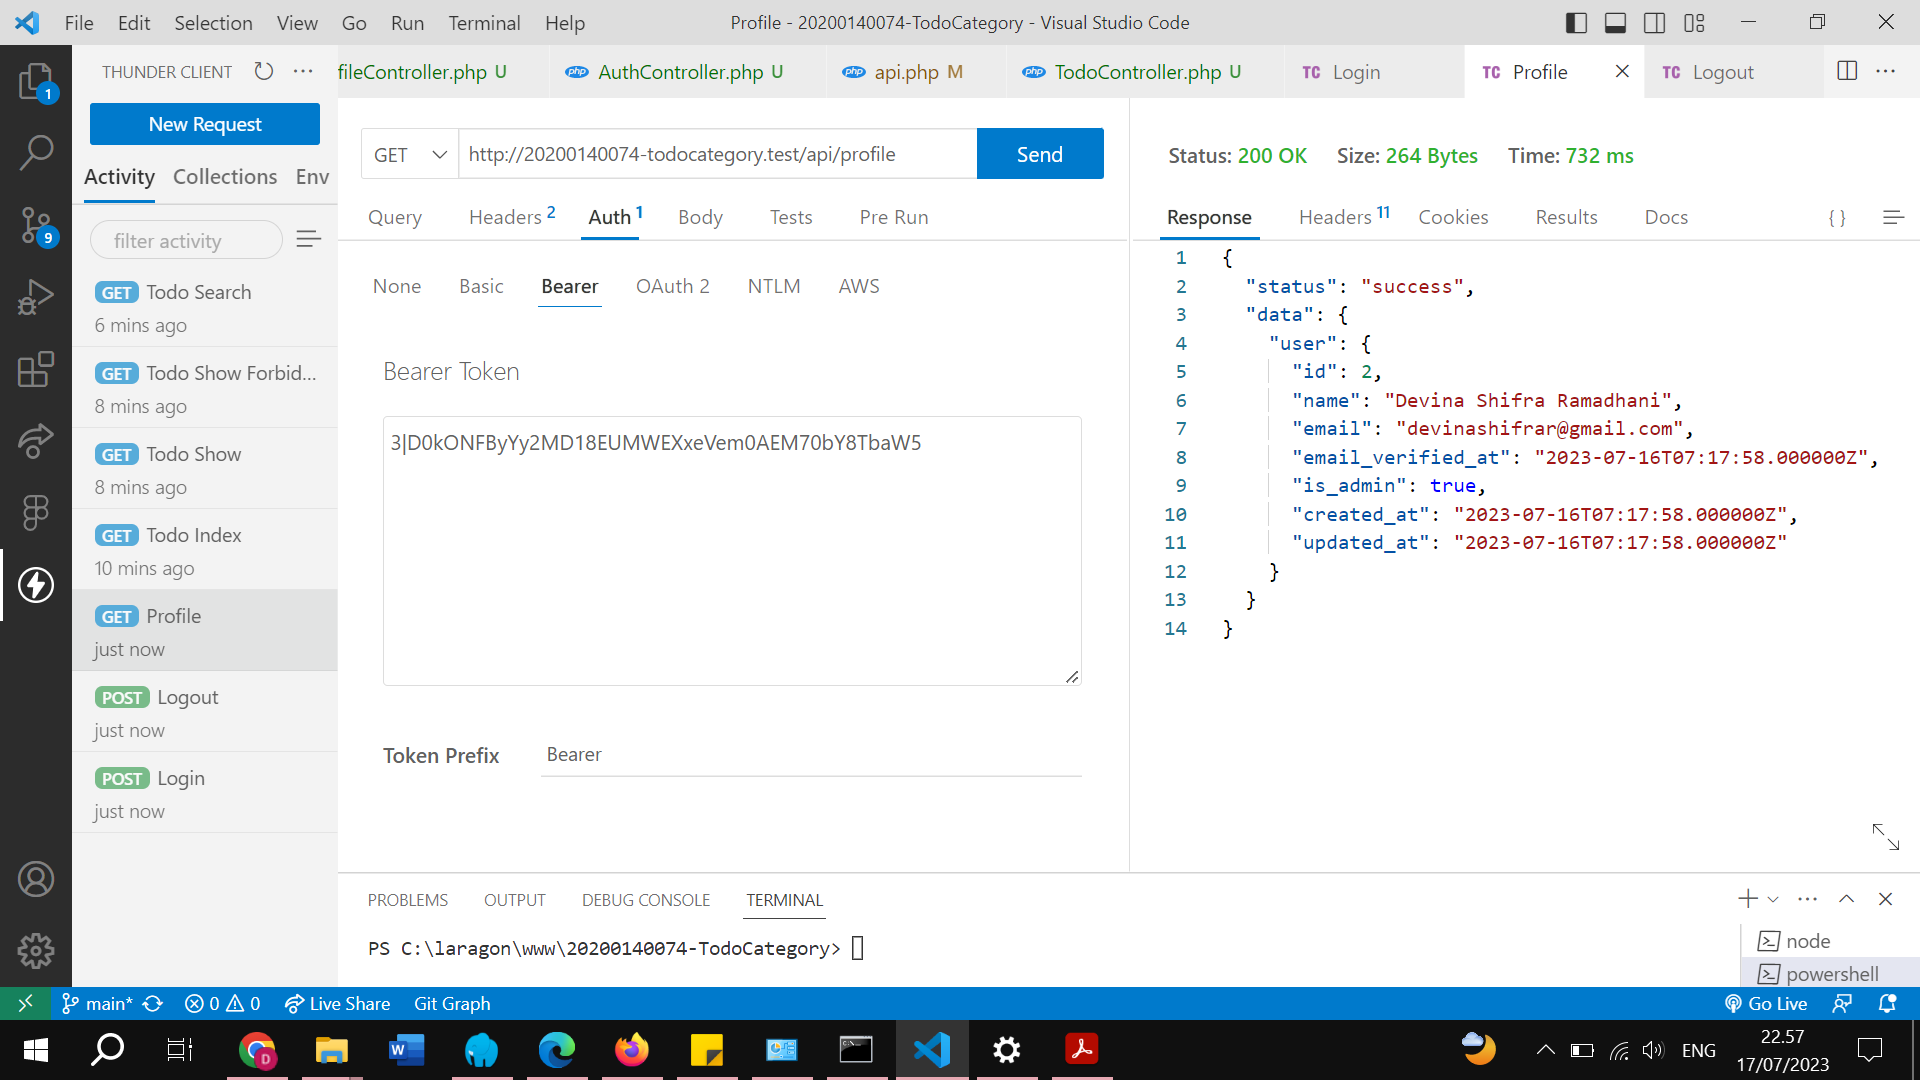 File Edit Selection View Go Run Terminal Help
Profile - 20200140074-TodoCategory - Visual Studio Code
THUNDER CLIENT
fileController.php U
php AuthController.php U
php api.php M
php TodoController.php U
TC Login
TC Profile
TC Logout
1
9
New Request
Activity Collections Env
filter activity
GET Todo Search
6 mins ago
GET Todo Show Forbid...
8 mins ago
GET Todo Show
8 mins ago
GET Todo Index
10 mins ago
GET Profile
just now
POST Logout
just now
POST Login
just now
GET http://20200140074-todocategory.test/api/profile Send
Query Headers 2 Auth 1 Body Tests Pre Run
None Basic Bearer OAuth 2 NTLM AWS
Bearer Token
3|D0kONFByYy2MD18EUMWEXxeVem0AEM70bY8TbaW5
Token Prefix Bearer
Status: 200 OK Size: 264 Bytes Time: 732 ms
Response Headers 11 Cookies Results Docs { }
1 {
2 "status": "success",
3 "data": {
4 "user": {
5 "id": 2,
6 "name": "Devina Shifra Ramadhani",
7 "email": "devinashifrar@gmail.com",
8 "email_verified_at": "2023-07-16T07:17:58.000000Z",
9 "is_admin": true,
10 "created_at": "2023-07-16T07:17:58.000000Z",
11 "updated_at": "2023-07-16T07:17:58.000000Z"
12 }
13 }
14 }
PROBLEMS OUTPUT DEBUG CONSOLE TERMINAL
PS C:\laragon\www\20200140074-TodoCategory>
node
powershell
main* 0 0 Live Share Git Graph Go Live
D
W
ENG
22.57
17/07/2023